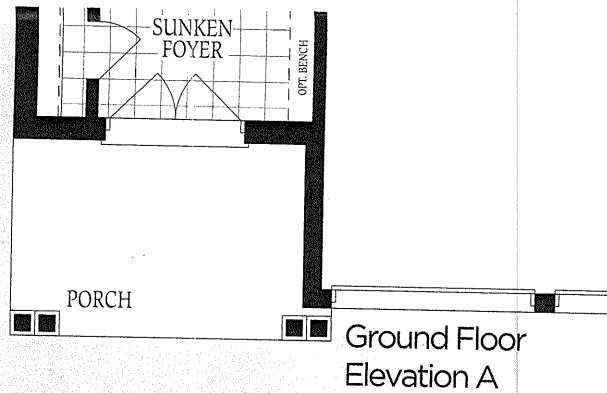 SUNKEN
FOYER
OPT. BENCH
PORCH
Ground Floor
Elevation A